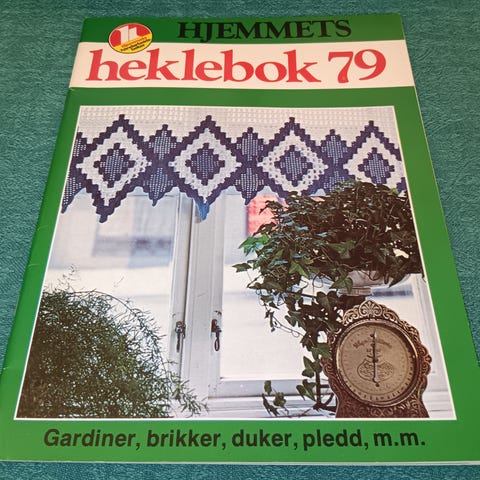 HJEMMETS
heklebok 79
Gardiner, brikker, duker, pledd, m.m.